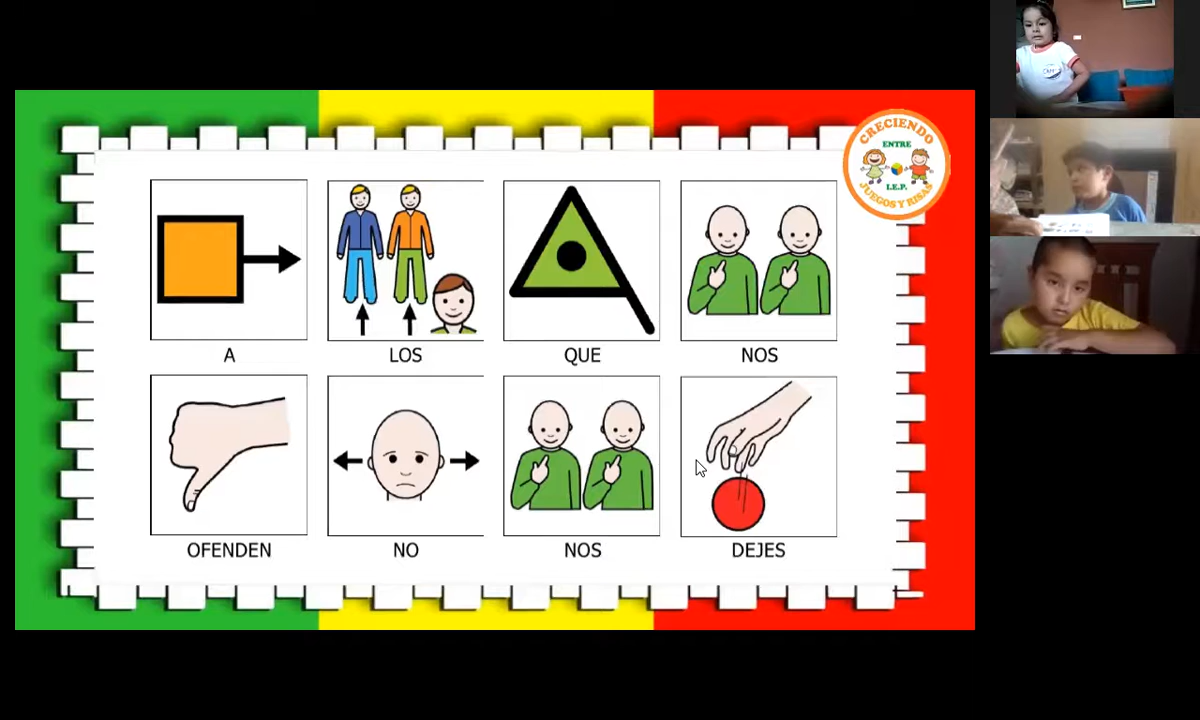 CRECIENDO
ENTRE
I.E.P.
JUEGOS Y RISAS
A LOS QUE NOS
OFENDEN NO NOS DEJES